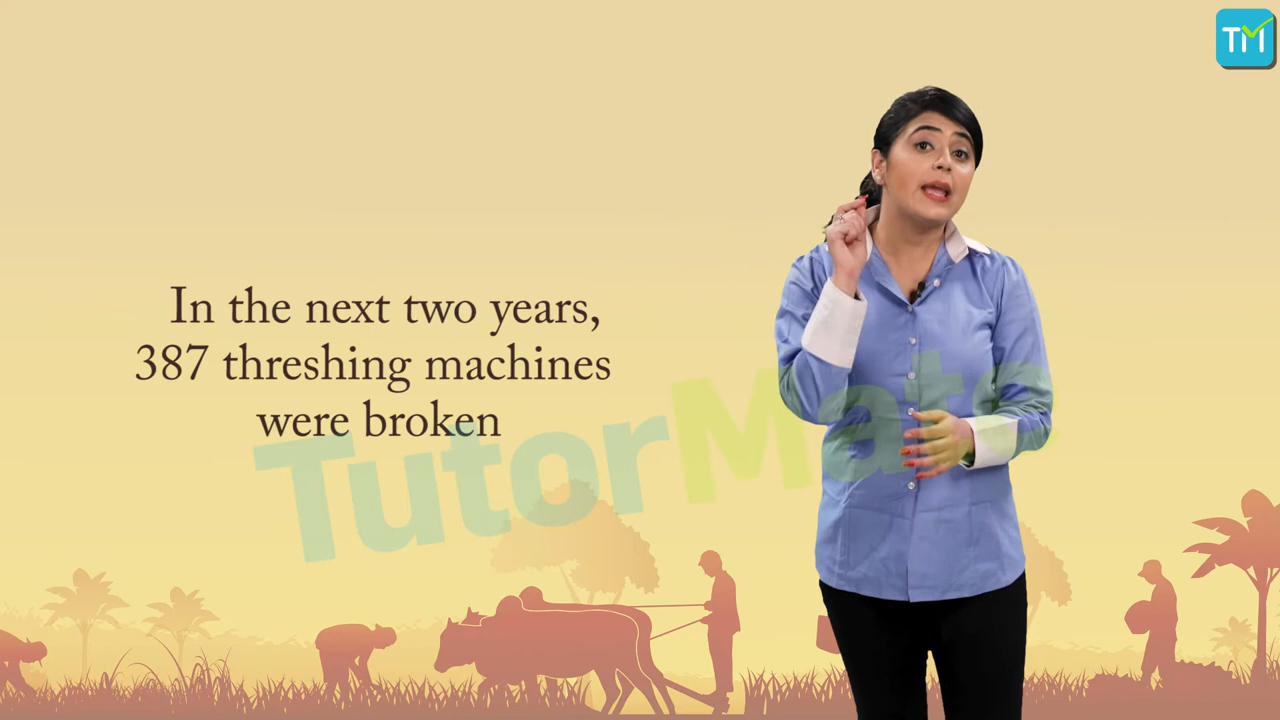 TM
In the next two years,
387 threshing machines
were broken
TutorMate